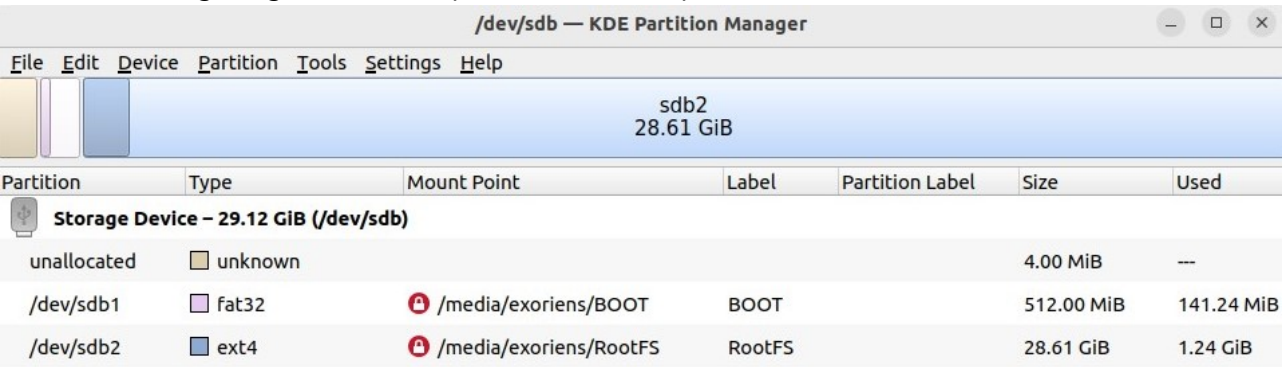 /dev/sdb — KDE Partition Manager
File Edit Device Partition Tools Settings Help
sdb2
28.61 GiB
Partition Type Mount Point Label Partition Label Size Used
Storage Device – 29.12 GiB (/dev/sdb)
unallocated unknown 4.00 MiB ---
/dev/sdb1 fat32 /media/exoriens/BOOT BOOT 512.00 MiB 141.24 MiB
/dev/sdb2 ext4 /media/exoriens/RootFS RootFS 28.61 GiB 1.24 GiB